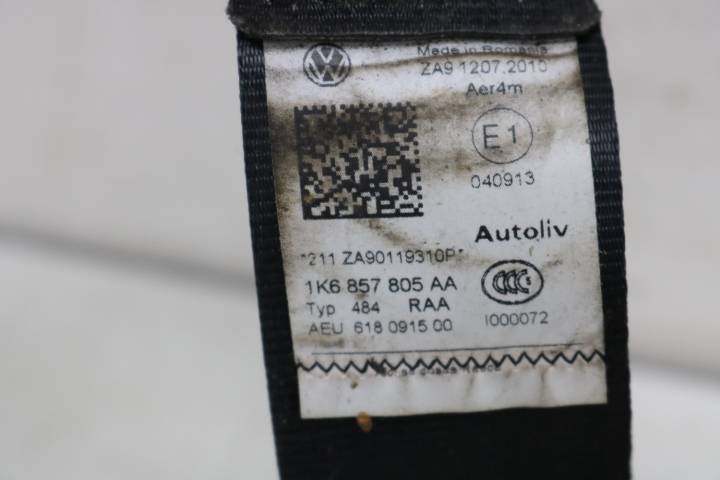 Made in Romania
ZA9 1207.2010
Aer4m
E1
040913
Autoliv
*211 ZA90119310P*
1K6 857 805 AA
Typ 484 RAA
CCC S
AEU 618 0915 00
I000072